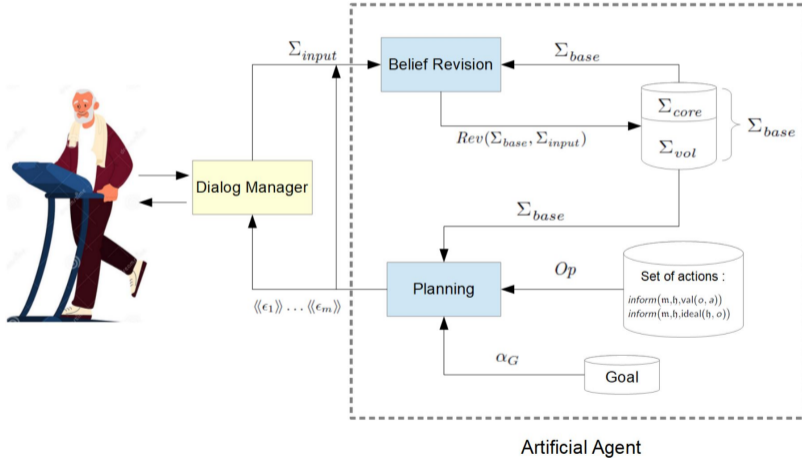 Σ_input
Belief Revision
Σ_base
Σ_core
Σ_vol
Σ_base
Rev(Σ_base, Σ_input)
Dialog Manager
Σ_base
Planning
Op
Set of actions :
inform(m,h,val(o, a))
inform(m,h,ideal(h, o))
⟪ϵ_1⟫ … ⟪ϵ_m⟫
α_G
Goal
Artificial Agent